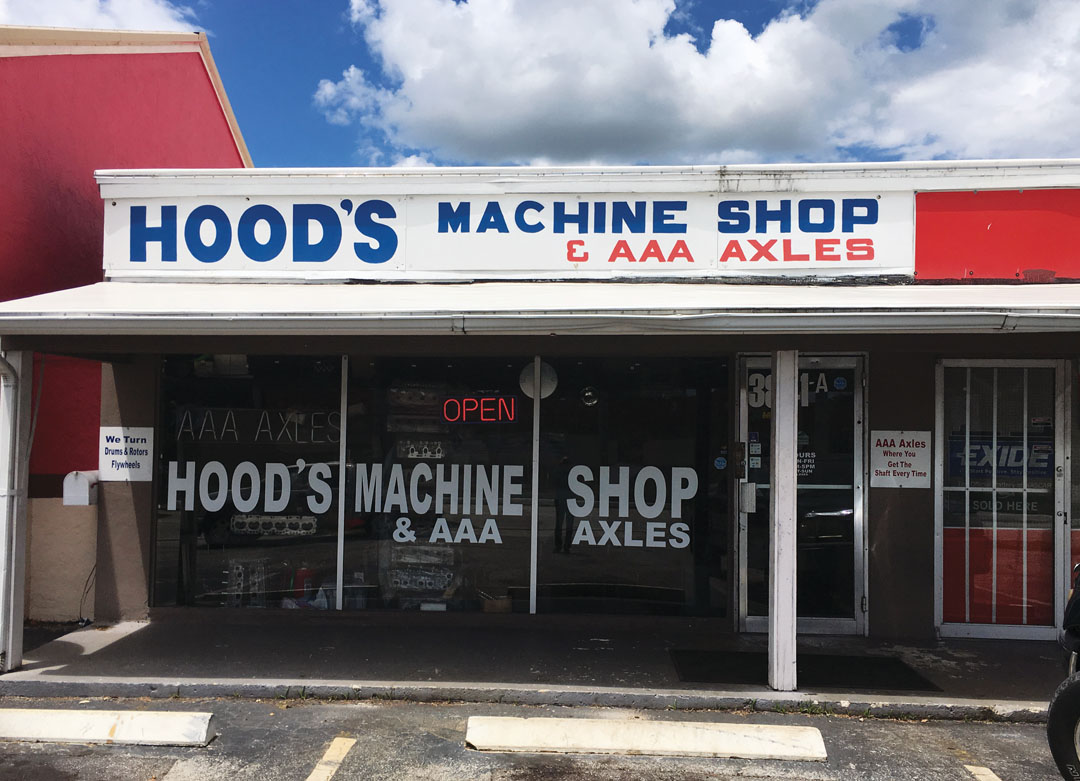 HOOD'S MACHINE SHOP
& AAA AXLES
OPEN
AAA AXLES
HOOD'S MACHINE SHOP
& AAA AXLES
We Turn
Drums & Rotors
Flywheels
-A
AAA Axles
Where You
Get The
Shaft Every Time
EXIDE
SOLD HERE